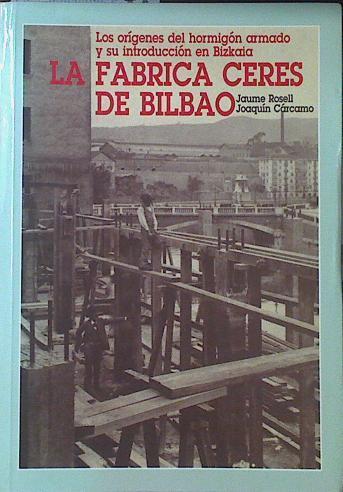 Los orígenes del hormigón armado
y su introducción en Bizkaia
LA FABRICA CERES
DE BILBAO
Jaume Rosell
Joaquín Cárcamo